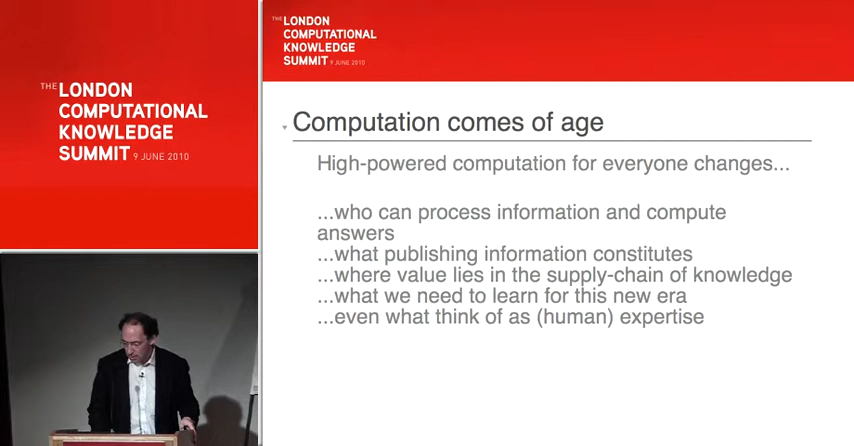 THE LONDON
COMPUTATIONAL
KNOWLEDGE
SUMMIT 9 JUNE 2010
THE LONDON
COMPUTATIONAL
KNOWLEDGE
SUMMIT 9 JUNE 2010
Computation comes of age
High-powered computation for everyone changes...
...who can process information and compute
answers
...what publishing information constitutes
...where value lies in the supply-chain of knowledge
...what we need to learn for this new era
...even what think of as (human) expertise